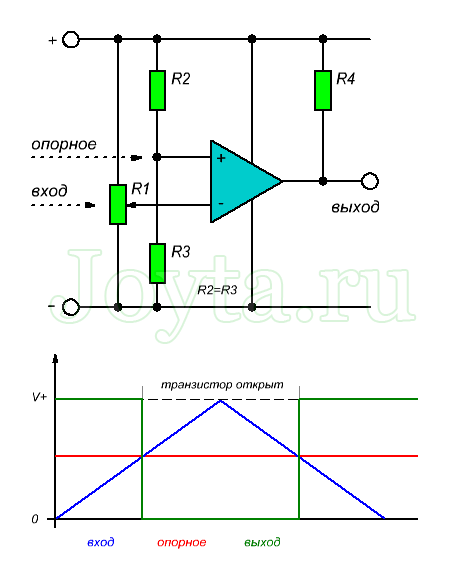 +
R2
R4
опорное
+
вход
R1
-
выход
R3
R2=R3
-
Joyta.ru
транзистор открыт
V+
0
вход опорное выход